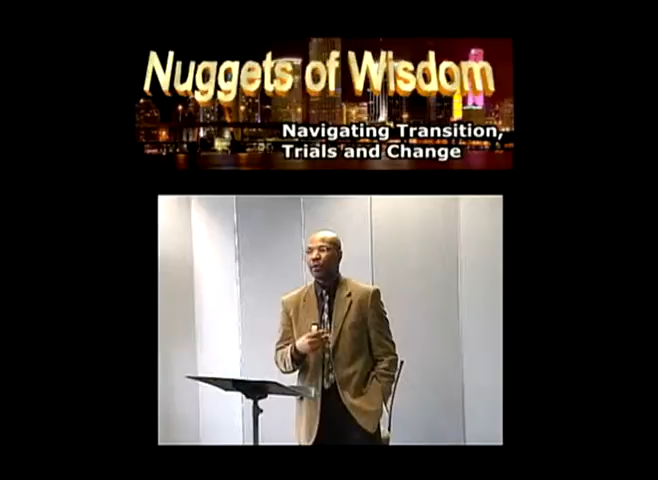 Nuggets of Wisdom
Navigating Transition,
Trials and Change